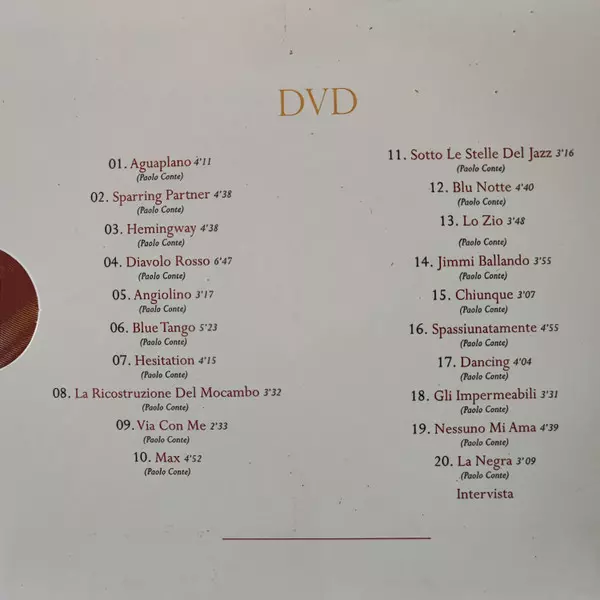 DVD
01. Aguaplano 4'11
(Paolo Conte)
02. Sparring Partner 4'38
(Paolo Conte)
03. Hemingway 4'38
(Paolo Conte)
04. Diavolo Rosso 6'47
(Paolo Conte)
05. Angiolino 3'17
(Paolo Conte)
06. Blue Tango 5'23
(Paolo Conte)
07. Hesitation 4'15
(Paolo Conte)
08. La Ricostruzione Del Mocambo 3'32
(Paolo Conte)
09. Via Con Me 2'33
(Paolo Conte)
10. Max 4'52
(Paolo Conte)
11. Sotto Le Stelle Del Jazz 3'16
(Paolo Conte)
12. Blu Notte 4'40
(Paolo Conte)
13. Lo Zio 3'48
(Paolo Conte)
14. Jimmi Ballando 3'55
(Paolo Conte)
15. Chiunque 3'07
(Paolo Conte)
16. Spassiunatamente 4'55
(Paolo Conte)
17. Dancing 4'04
(Paolo Conte)
18. Gli Impermeabili 3'31
(Paolo Conte)
19. Nessuno Mi Ama 4'39
(Paolo Conte)
20. La Negra 3'09
(Paolo Conte)
Intervista